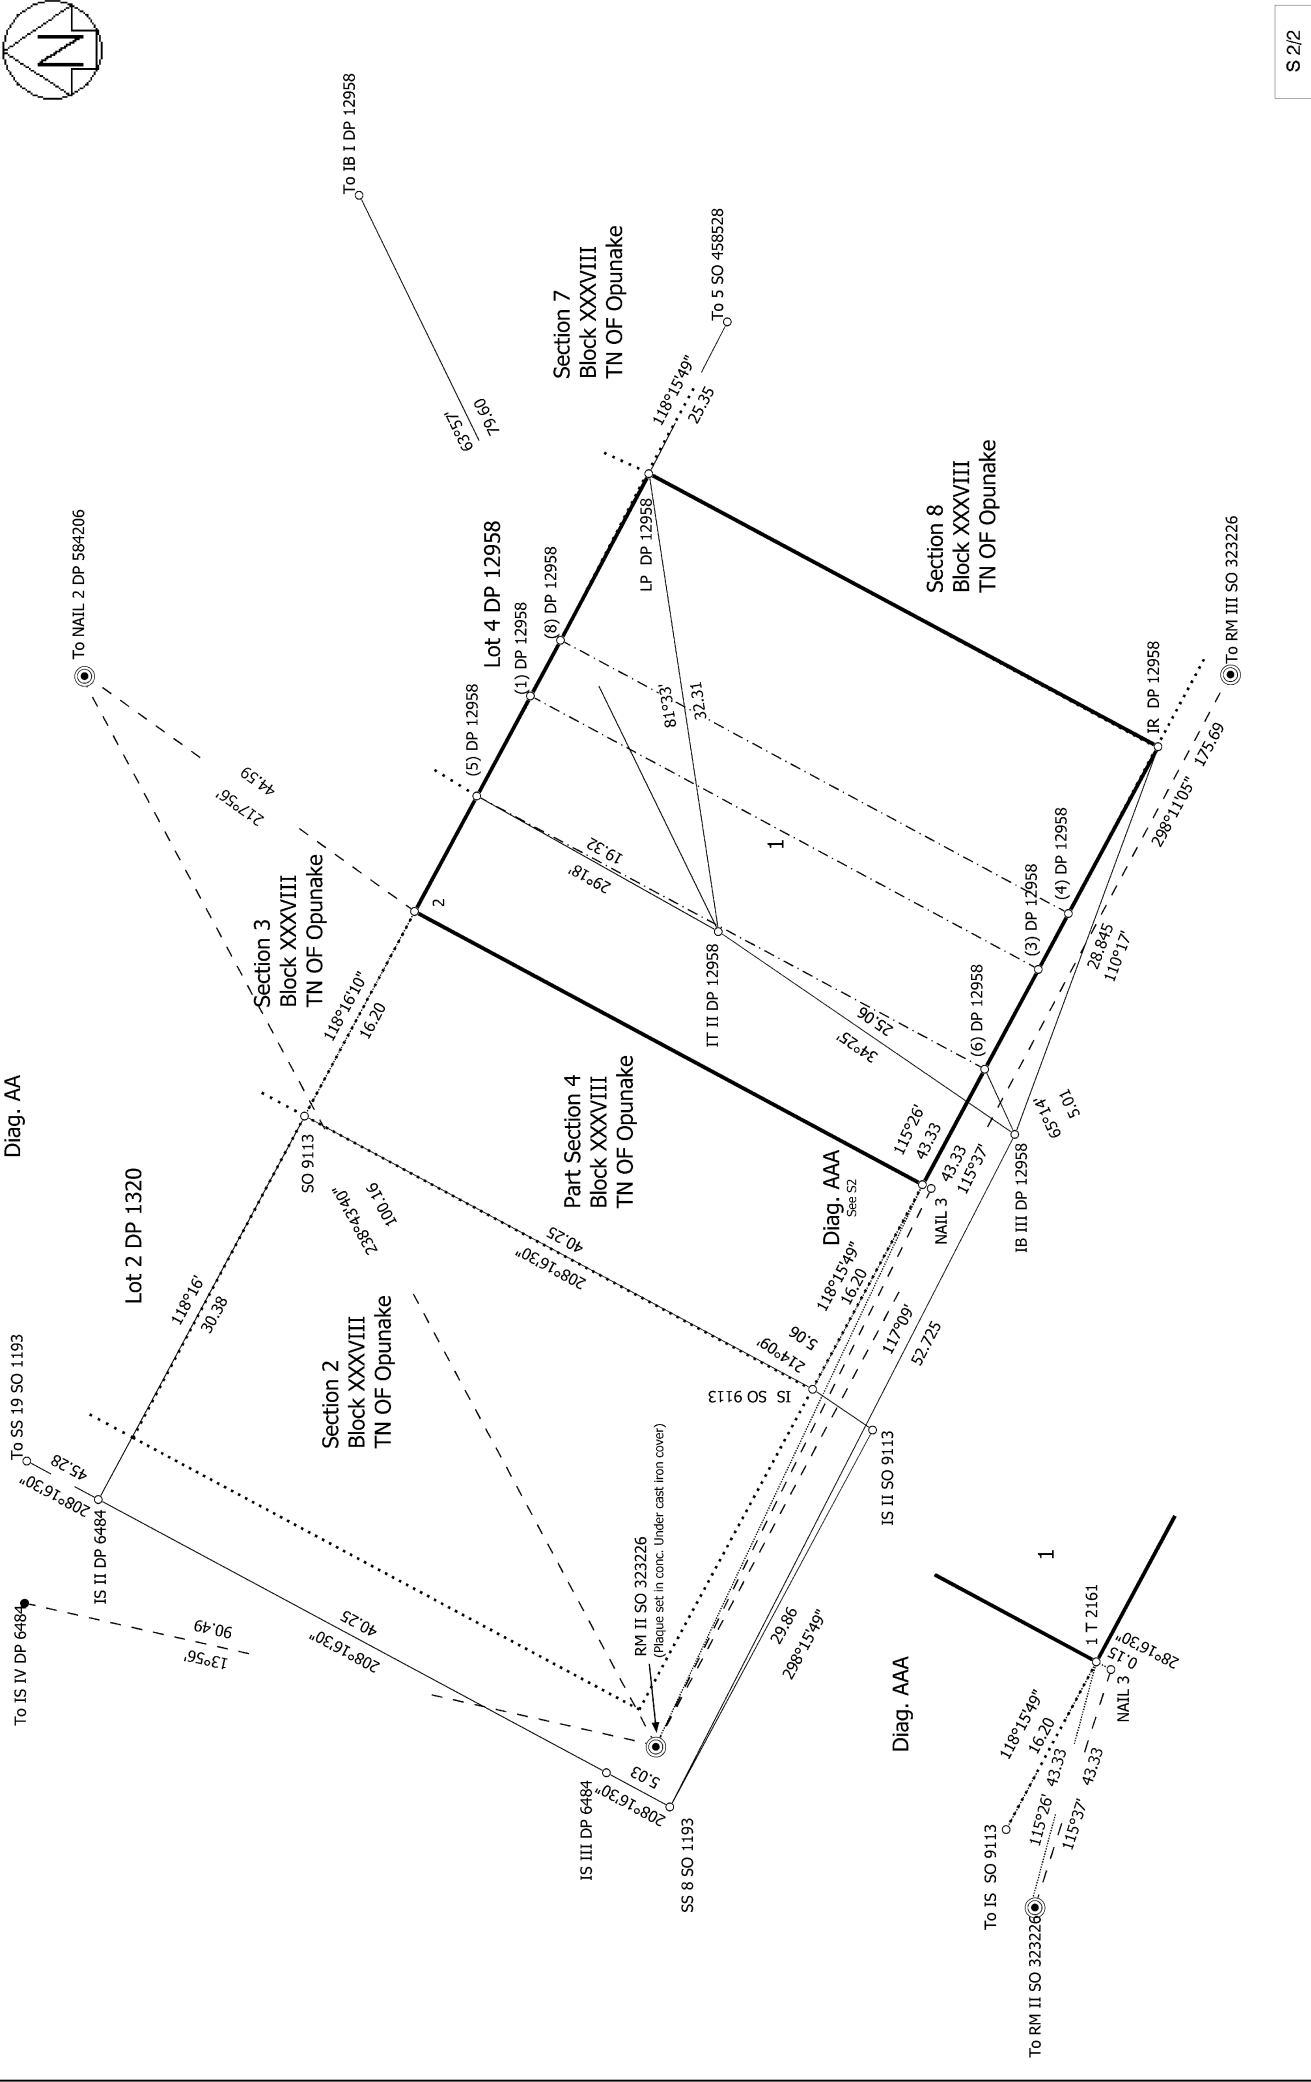 N
S 2/2
Diag. AA
To IB I DP 12958
63°57'
79.60
To NAIL 2 DP 584206
44.59
217°56'
Section 7
Block XXXVIII
TN OF Opunake
To 5 SO 458528
118°15'49"
25.35
Lot 4 DP 12958
LP DP 12958
(8) DP 12958
(1) DP 12958
(5) DP 12958
2
Section 3
Block XXXVIII
TN OF Opunake
118°16'10"
16.20
SO 9113
238°43'40"
100.16
Lot 2 DP 1320
118°16'
30.38
To SS 19 SO 1193
45.28
208°16'30"
IS II DP 6484
To IS IV DP 6484
90.49
13°56'
Section 2
Block XXXVIII
TN OF Opunake
40.25
208°16'30"
Part Section 4
Block XXXVIII
TN OF Opunake
40.25
208°16'30"
81°33'
32.31
19.32
29°18'
IT II DP 12958
25.06
34°25'
1
Section 8
Block XXXVIII
TN OF Opunake
IR DP 12958
To RM III SO 323226
298°11'05"
175.69
(4) DP 12958
(3) DP 12958
(6) DP 12958
28.845
110°17'
65°14'
5.01
IB III DP 12958
115°26'
43.33
43.33
115°37'
NAIL 3
Diag. AAA
See S2
118°15'49"
16.20
5.06
214°09'
IS SO 9113
117°09'
52.725
IS II SO 9113
RM II SO 323226
(Plaque set in conc. Under cast iron cover)
29.86
298°15'49"
IS III DP 6484
5.03
208°16'30"
SS 8 SO 1193
Diag. AAA
1
1 T 2161
28°16'30"
0.15
NAIL 3
118°15'49"
16.20
115°26'
43.33
115°37'
43.33
To IS SO 9113
To RM II SO 323226